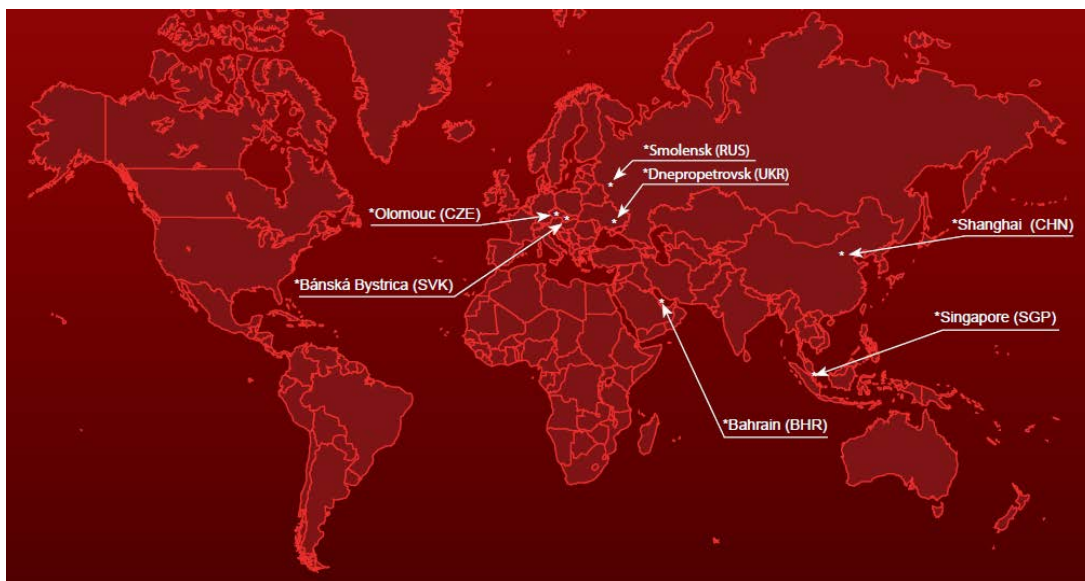 *Smolensk (RUS)
*Dnepropetrovsk (UKR)
*Olomouc (CZE)
*Shanghai (CHN)
*Bánská Bystrica (SVK)
*Singapore (SGP)
*Bahrain (BHR)